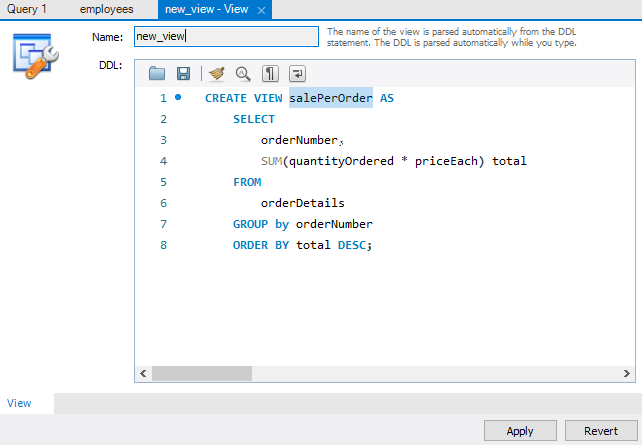 Query 1 employees new_view - View ×
Name: new_view The name of the view is parsed automatically from the DDL
statement. The DDL is parsed automatically while you type.
DDL:
1 CREATE VIEW salePerOrder AS
2 SELECT
3 orderNumber,
4 SUM(quantityOrdered * priceEach) total
5 FROM
6 orderDetails
7 GROUP by orderNumber
8 ORDER BY total DESC;
View
Apply Revert